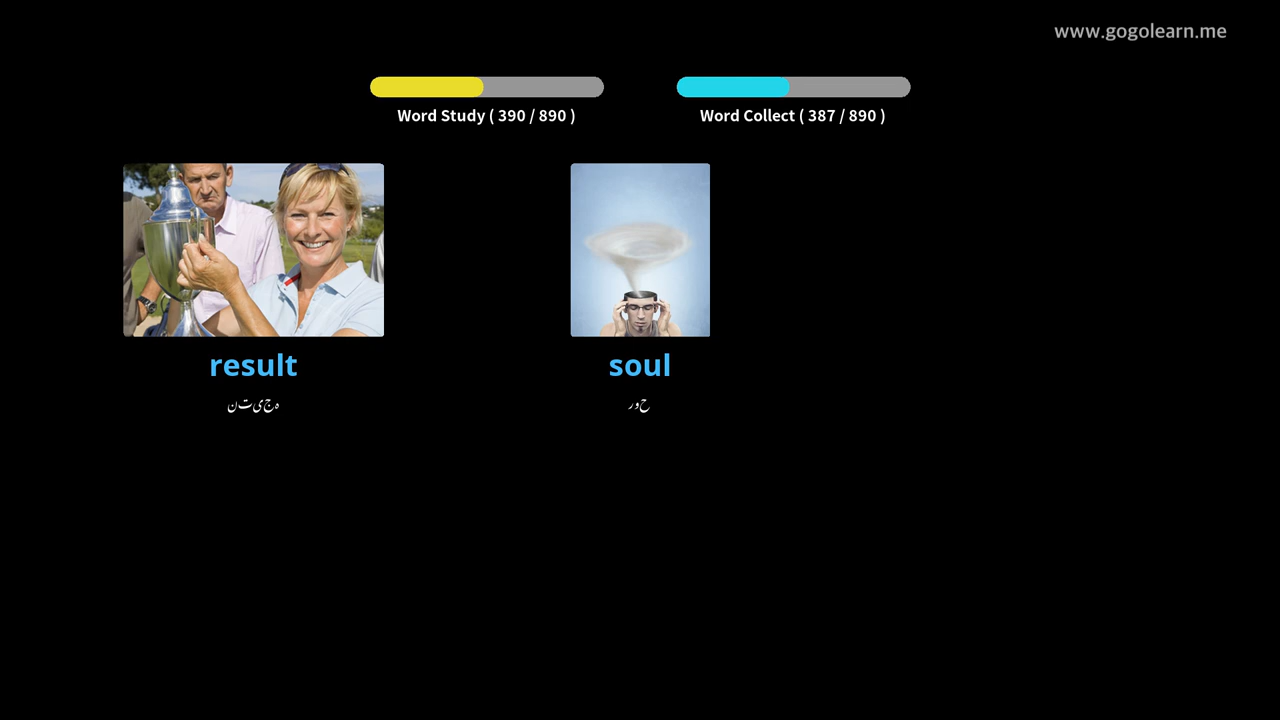 www.gogolearn.me
Word Study ( 390 / 890 )
Word Collect ( 387 / 890 )
result
soul
نتیجہ
روح